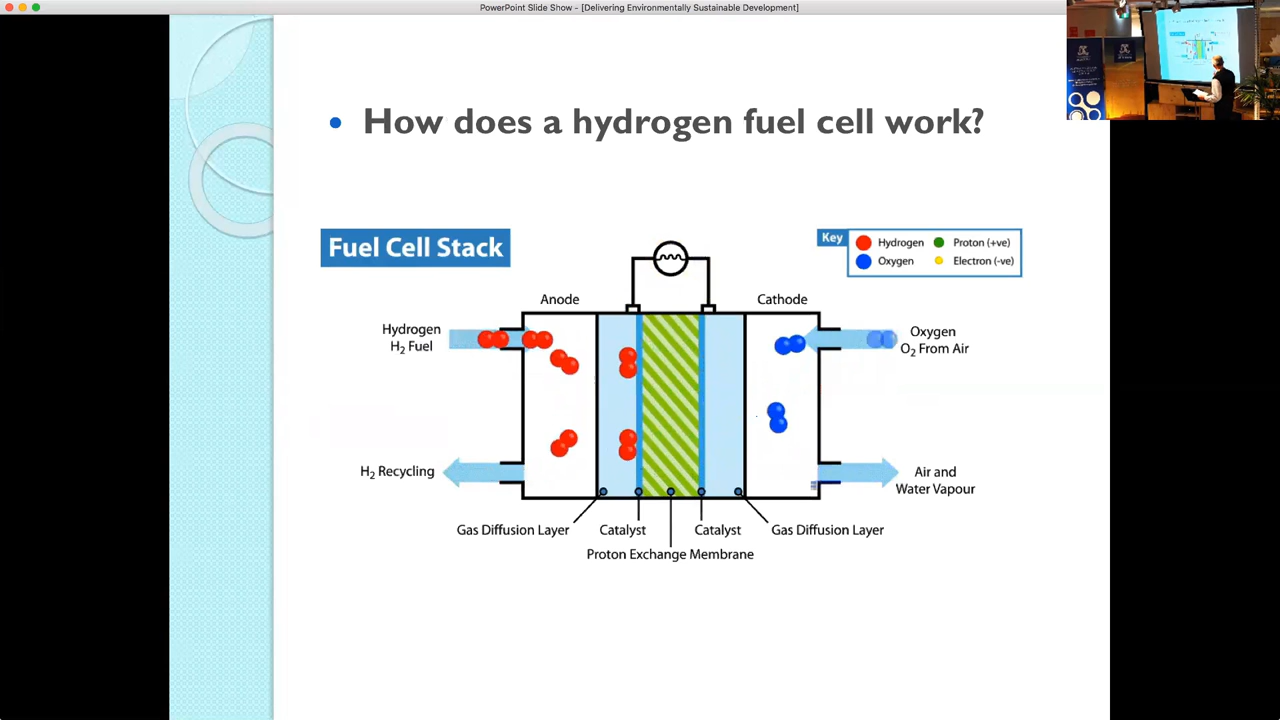 PowerPoint Slide Show - [Delivering Environmentally Sustainable Development]
• How does a hydrogen fuel cell work?
Fuel Cell Stack
Key
Hydrogen
Proton (+ve)
Oxygen
Electron (-ve)
Anode
Cathode
Hydrogen
H₂ Fuel
Oxygen
O₂ From Air
H₂ Recycling
Air and
Water Vapour
Gas Diffusion Layer
Catalyst
Catalyst
Gas Diffusion Layer
Proton Exchange Membrane